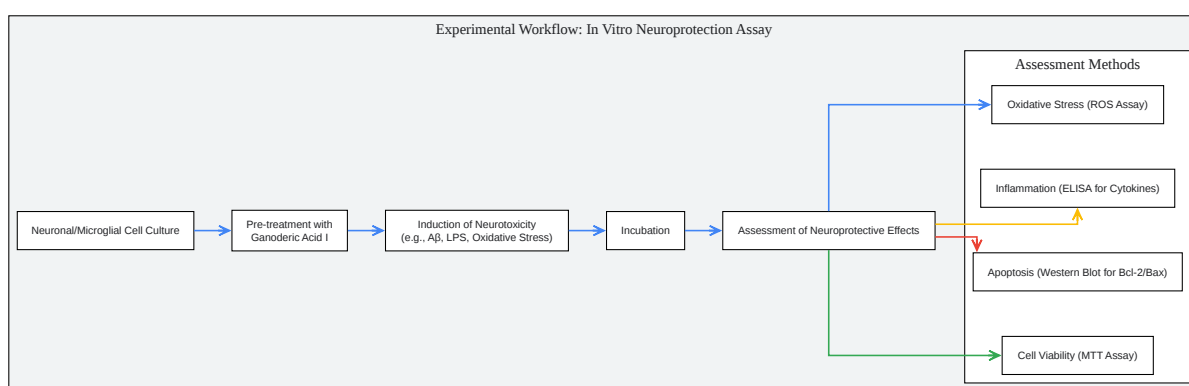 Experimental Workflow: In Vitro Neuroprotection Assay
Assessment Methods
Oxidative Stress (ROS Assay)
Inflammation (ELISA for Cytokines)
Neuronal/Microglial Cell Culture
Pre-treatment with
Ganoderic Acid I
Induction of Neurotoxicity
(e.g., Aβ, LPS, Oxidative Stress)
Incubation
Assessment of Neuroprotective Effects
Apoptosis (Western Blot for Bcl-2/Bax)
Cell Viability (MTT Assay)